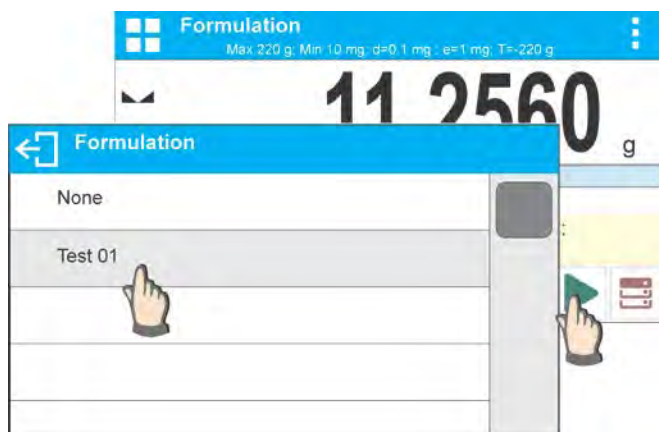 Formulation
Max 220 g; Min 10 mg; d=0.1 mg ; e=1 mg; T=-220 g
11.2560
g
Formulation
None
Test 01
: